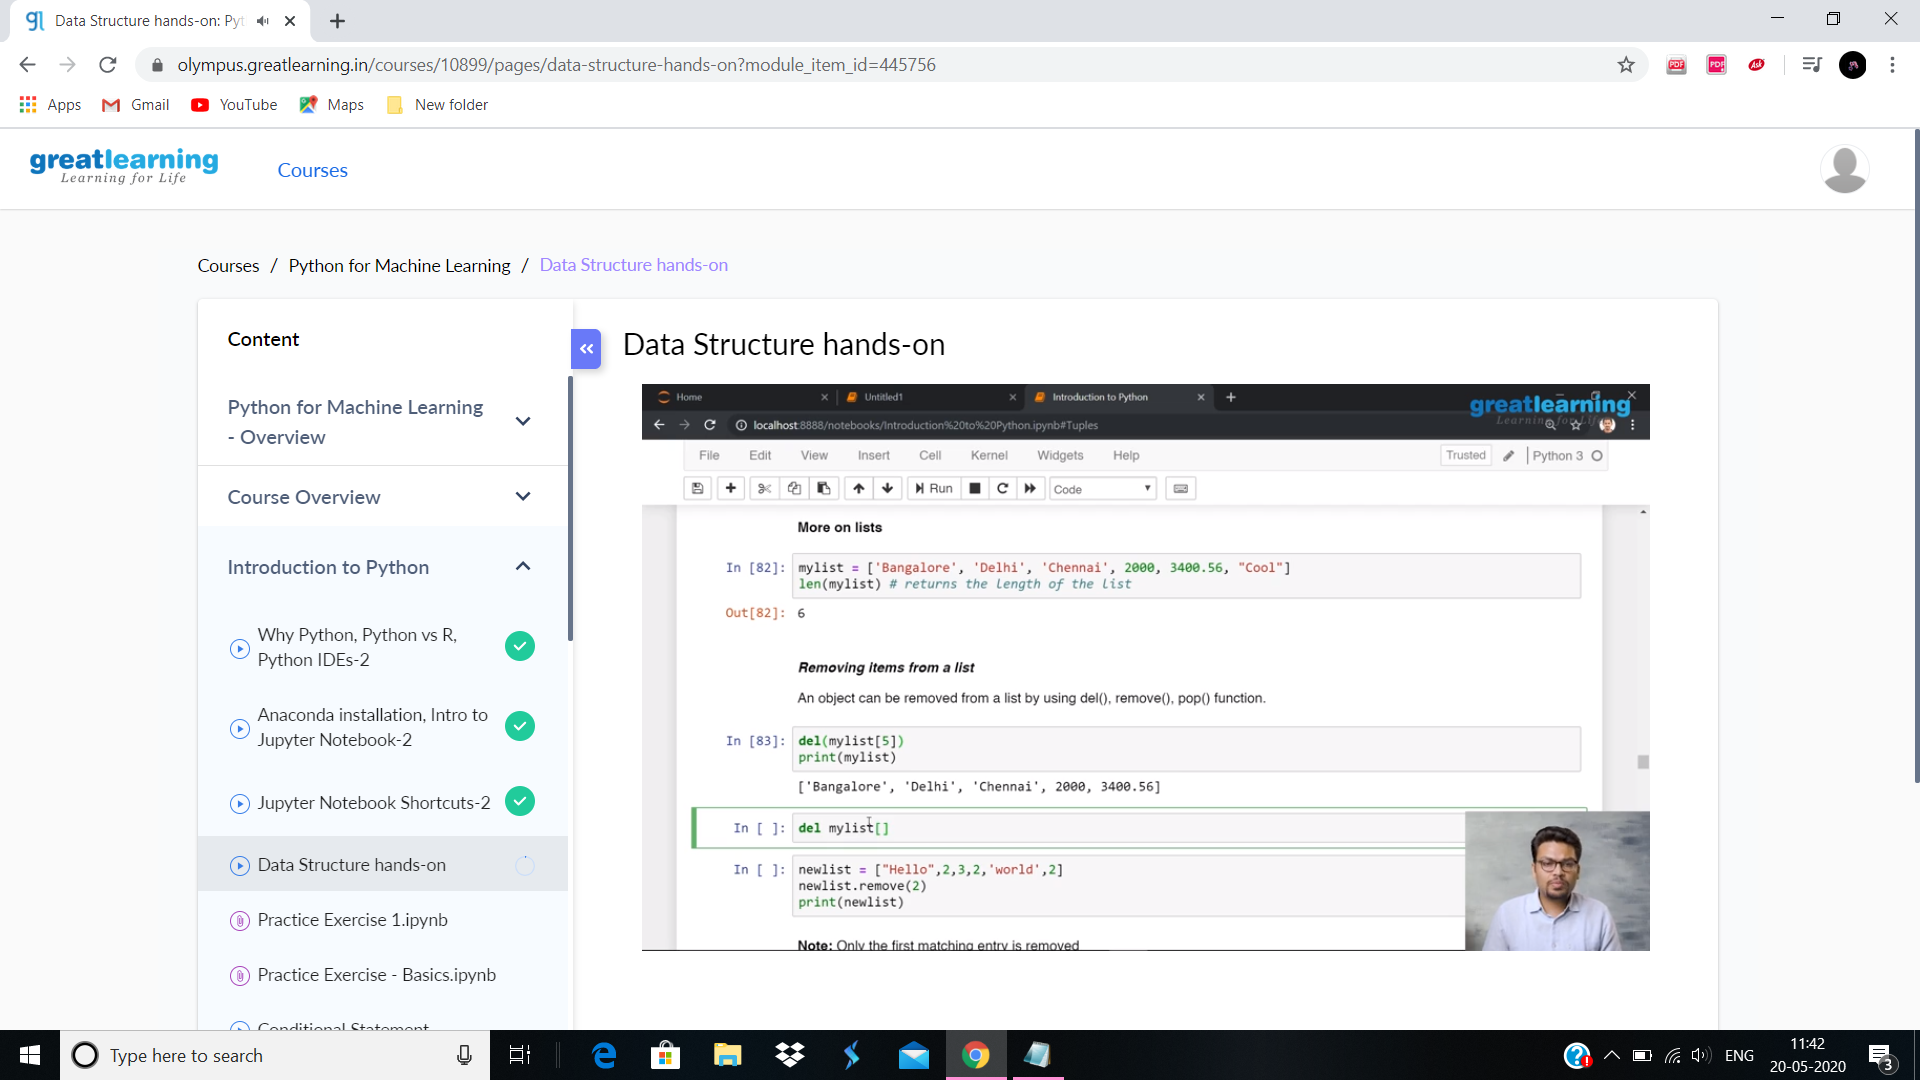 Data Structure hands-on: Pyt
olympus.greatlearning.in/courses/10899/pages/data-structure-hands-on?module_item_id=445756
PDF
PDF
Ask
Apps
Gmail
YouTube
Maps
New folder
greatlearning
Learning for Life
Courses
Courses / Python for Machine Learning / Data Structure hands-on
Content
Python for Machine Learning
- Overview
Course Overview
Introduction to Python
Why Python, Python vs R,
Python IDEs-2
Anaconda installation, Intro to
Jupyter Notebook-2
Jupyter Notebook Shortcuts-2
Data Structure hands-on
Practice Exercise 1.ipynb
Practice Exercise - Basics.ipynb
Conditional Statement
Data Structure hands-on
Home
Untitled1
Introduction to Python
greatlearning
Learning for Life
localhost:8888/notebooks/Introduction%20to%20Python.ipynb#Tuples
File Edit View Insert Cell Kernel Widgets Help
Trusted
Python 3
Run
Code
More on lists
In [82]: mylist = ['Bangalore', 'Delhi', 'Chennai', 2000, 3400.56, "Cool"]
len(mylist) # returns the length of the list
Out[82]: 6
Removing items from a list
An object can be removed from a list by using del(), remove(), pop() function.
In [83]: del(mylist[5])
print(mylist)
['Bangalore', 'Delhi', 'Chennai', 2000, 3400.56]
In [ ]: del mylist[]
In [ ]: newlist = ["Hello",2,3,2,'world',2]
newlist.remove(2)
print(newlist)
Note: Only the first matching entry is removed
Type here to search
ENG
11:42
20-05-2020
3